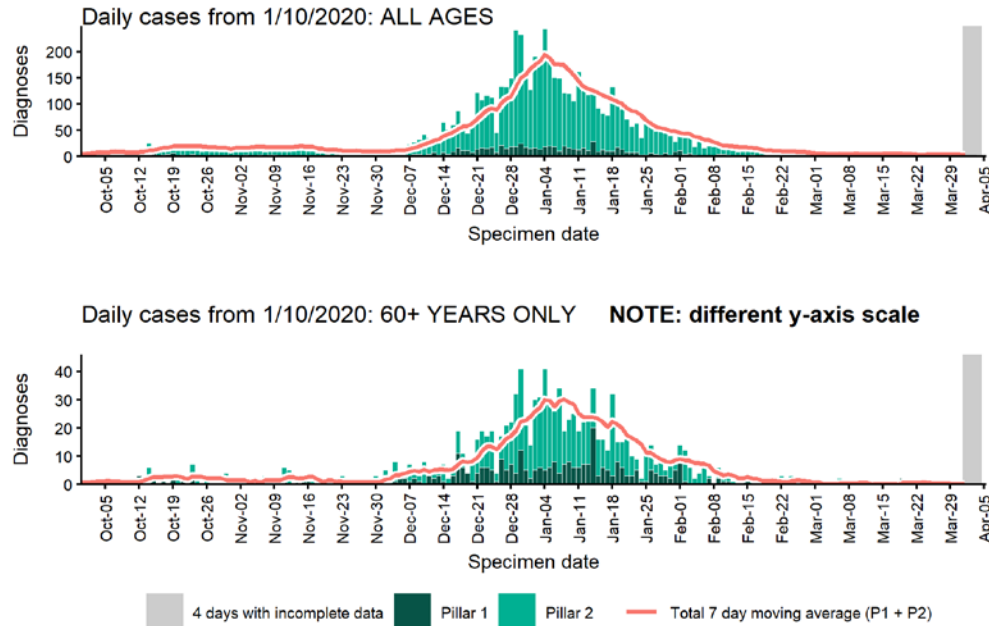 Daily cases from 1/10/2020: ALL AGES
Diagnoses
200
150
100
50
0
Oct-05
Oct-12
Oct-19
Oct-26
Nov-02
Nov-09
Nov-16
Nov-23
Nov-30
Dec-07
Dec-14
Dec-21
Dec-28
Jan-04
Jan-11
Jan-18
Jan-25
Feb-01
Feb-08
Feb-15
Feb-22
Mar-01
Mar-08
Mar-15
Mar-22
Mar-29
Apr-05
Specimen date
Daily cases from 1/10/2020: 60+ YEARS ONLY NOTE: different y-axis scale
Diagnoses
40
30
20
10
0
Oct-05
Oct-12
Oct-19
Oct-26
Nov-02
Nov-09
Nov-16
Nov-23
Nov-30
Dec-07
Dec-14
Dec-21
Dec-28
Jan-04
Jan-11
Jan-18
Jan-25
Feb-01
Feb-08
Feb-15
Feb-22
Mar-01
Mar-08
Mar-15
Mar-22
Mar-29
Apr-05
Specimen date
4 days with incomplete data Pillar 1 Pillar 2 Total 7 day moving average (P1 + P2)